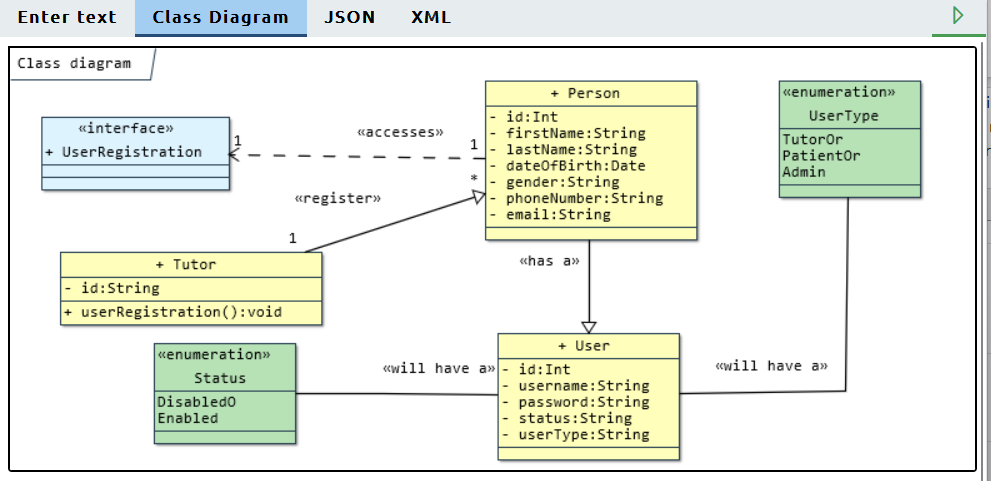 Enter text
Class Diagram
JSON
XML
Class diagram
«interface»
+ UserRegistration
1
«accesses»
1
+ Person
- id:Int
- firstName:String
- lastName:String
- dateOfBirth:Date
- gender:String
- phoneNumber:String
- email:String
«enumeration»
UserType
TutorOr
PatientOr
Admin
*
«register»
1
+ Tutor
- id:String
+ userRegistration():void
«has a»
«enumeration»
Status
DisabledO
Enabled
«will have a»
+ User
- id:Int
- username:String
- password:String
- status:String
- userType:String
«will have a»